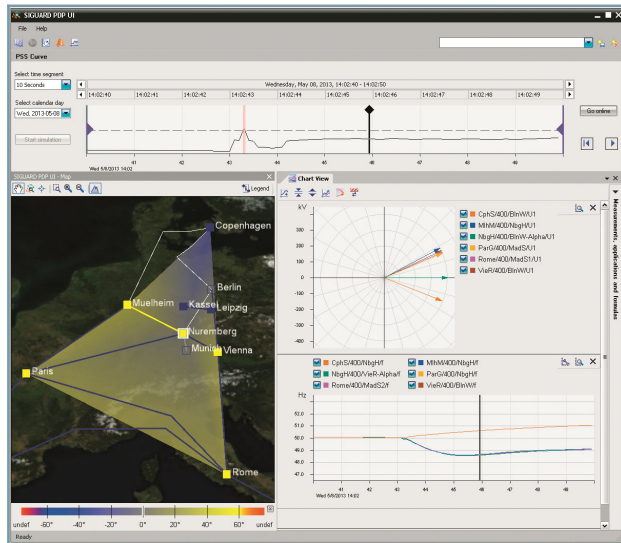 SIGUARD PDP UI
File Help
PSS Curve
Select time segment
10 Seconds
Wednesday, May 08, 2013, 14:02:40 - 14:02:50
14:02:40 14:02:41 14:02:42 14:02:43 14:02:44 14:02:45 14:02:46 14:02:47 14:02:48 14:02:49
Select calendar day
Wed, 2013-05-08
Go online
Start simulation
41 42 43 44 45 46 47 48 49
Wed 5/8/2013 14:02
SIGUARD PDP UI - Map
Legend
Copenhagen
Berlin
Muelheim
Kassel
Leipzig
Nuremberg
Munich
Vienna
Paris
Rome
undef -60° -40° -20° 0° 20° 40° 60° undef
Chart View
kV
300
200
100
0
-100
-200
-300
-400
CphS/400/BlnW/U1
MlhM/400/NbgH/U1
NbgH/400/BlnW-Alpha/U1
ParG/400/MadS/U1
Rome/400/MadS1/U1
VieR/400/BlnW/U1
Measurements, applications and formulas
CphS/400/NbgH/f MlhM/400/NbgH/f
NbgH/400/VieR-Alpha/f ParG/400/NbgH/f
Rome/400/MadS2/f VieR/400/BlnW/f
Hz
52.0
51.0
50.0
49.0
48.0
47.0
41 42 43 44 45 46 47 48 49
Wed 5/8/2013 14:02
Ready